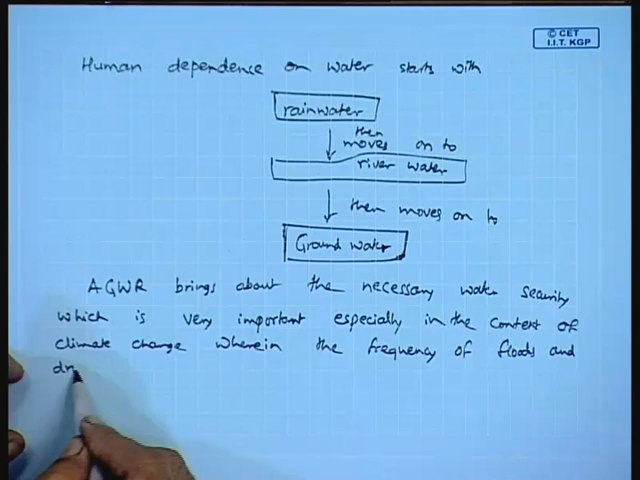 © CET
I.I.T. KGP
Human dependence on water starts with
rainwater
then
moves on to
river water
then moves on to
Ground water
AGWR brings about the necessary water security
which is very important especially in the context of
climate change wherein the frequency of floods and
dr